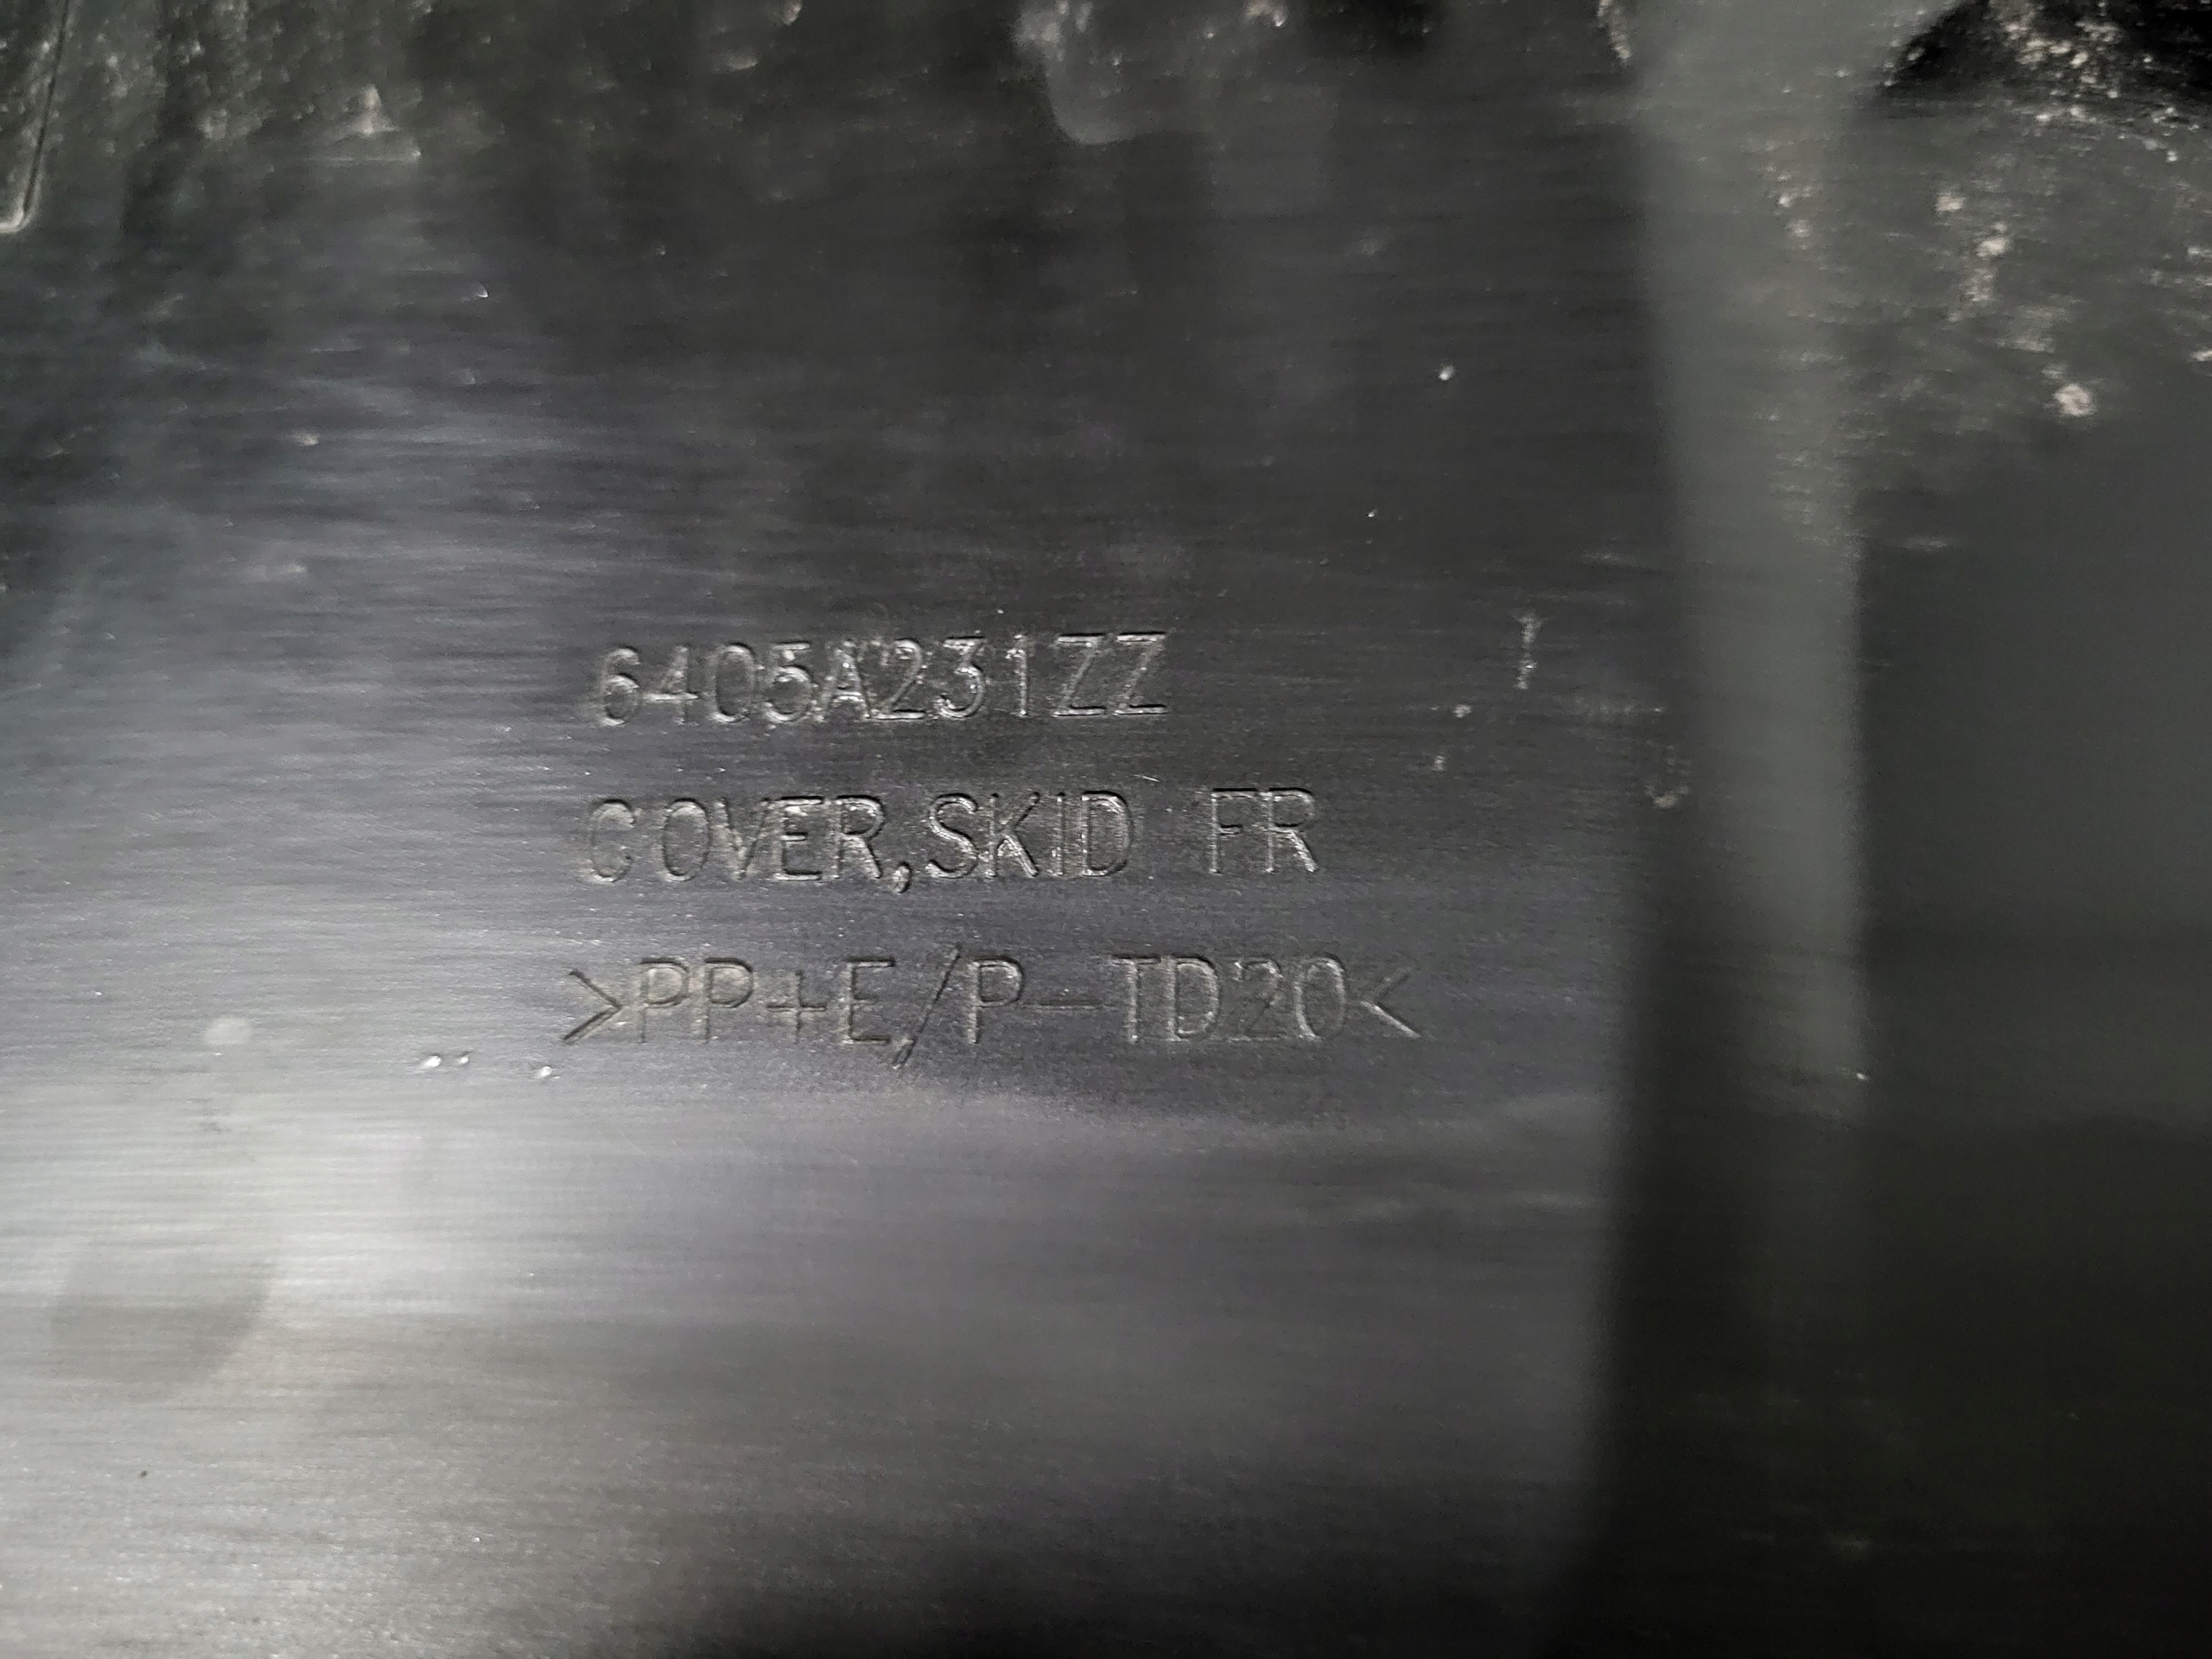 6405A231ZZ
COVER,SKID FR
>PP+E/P-TD20<